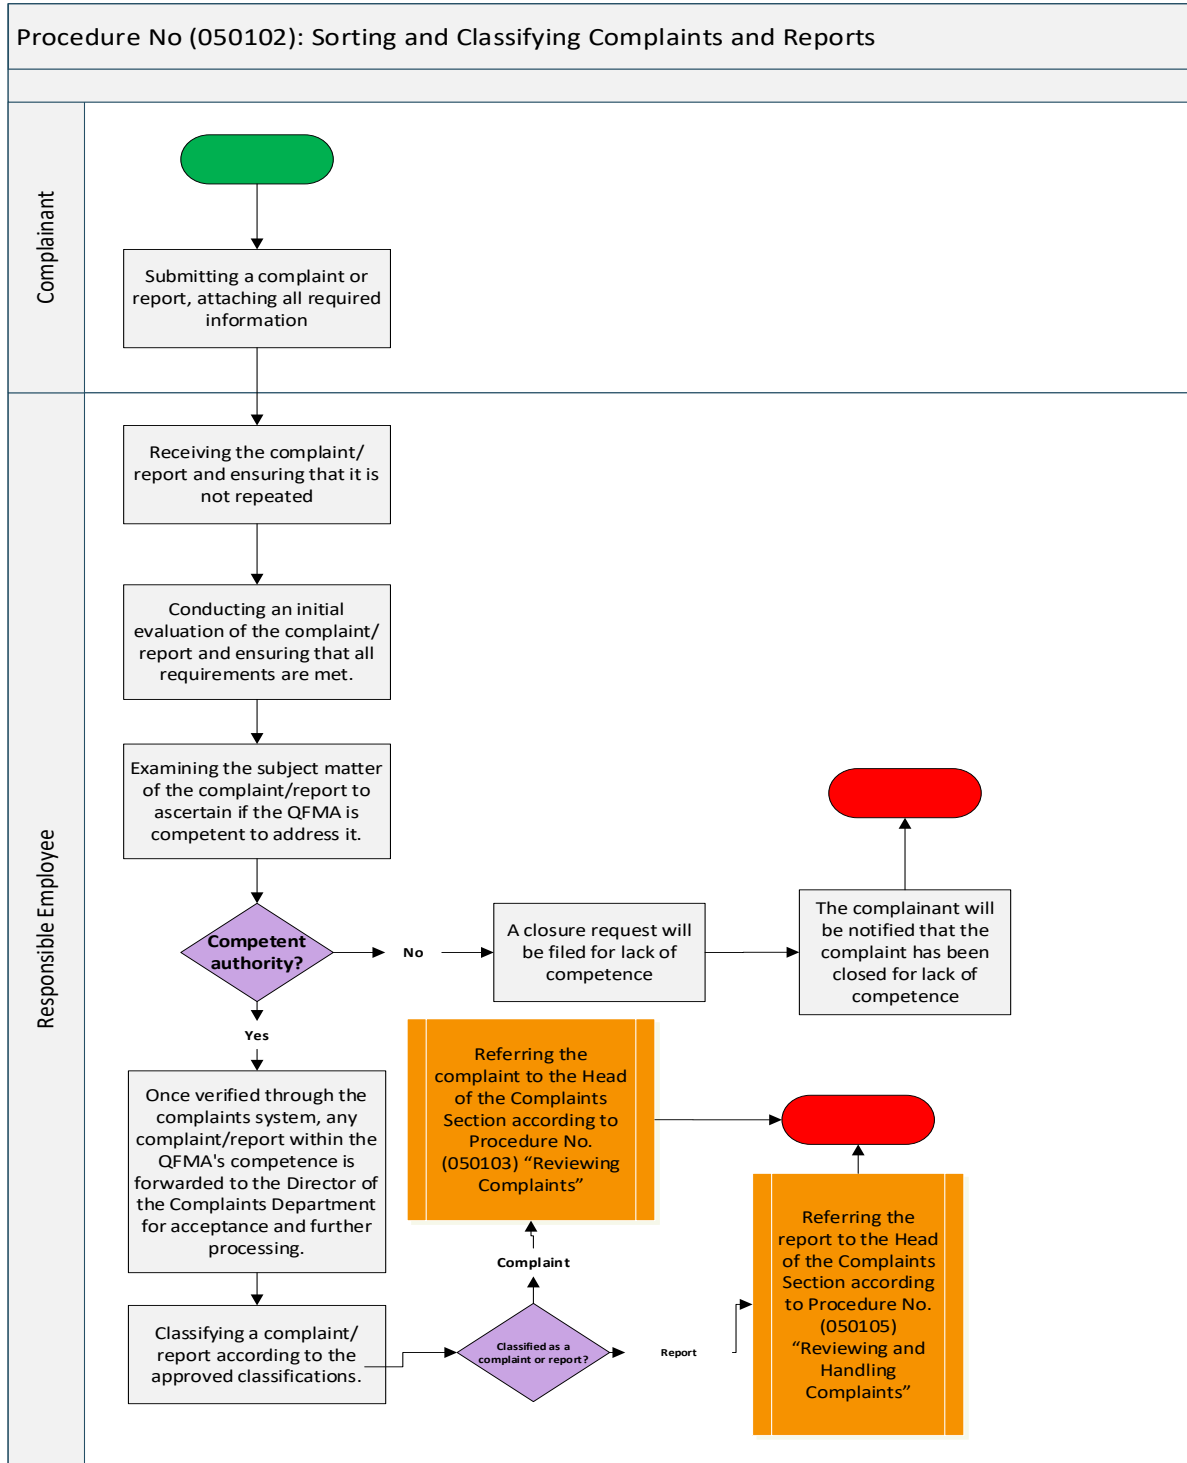 Procedure No (050102): Sorting and Classifying Complaints and Reports
Complainant
Submitting a complaint or
report, attaching all required
information
Responsible Employee
Receiving the complaint/
report and ensuring that it is
not repeated
Conducting an initial
evaluation of the complaint/
report and ensuring that all
requirements are met.
Examining the subject matter
of the complaint/report to
ascertain if the QFMA is
competent to address it.
Competent
authority?
No
A closure request will
be filed for lack of
competence
The complainant will
be notified that the
complaint has been
closed for lack of
competence
Yes
Once verified through the
complaints system, any
complaint/report within the
QFMA's competence is
forwarded to the Director of
the Complaints Department
for acceptance and further
processing.
Classifying a complaint/
report according to the
approved classifications.
Classified as a
complaint or report?
Complaint
Referring the
complaint to the Head
of the Complaints
Section according to
Procedure No.
(050103) “Reviewing
Complaints”
Report
Referring the
report to the Head
of the Complaints
Section according
to Procedure No.
(050105)
“Reviewing and
Handling
Complaints”